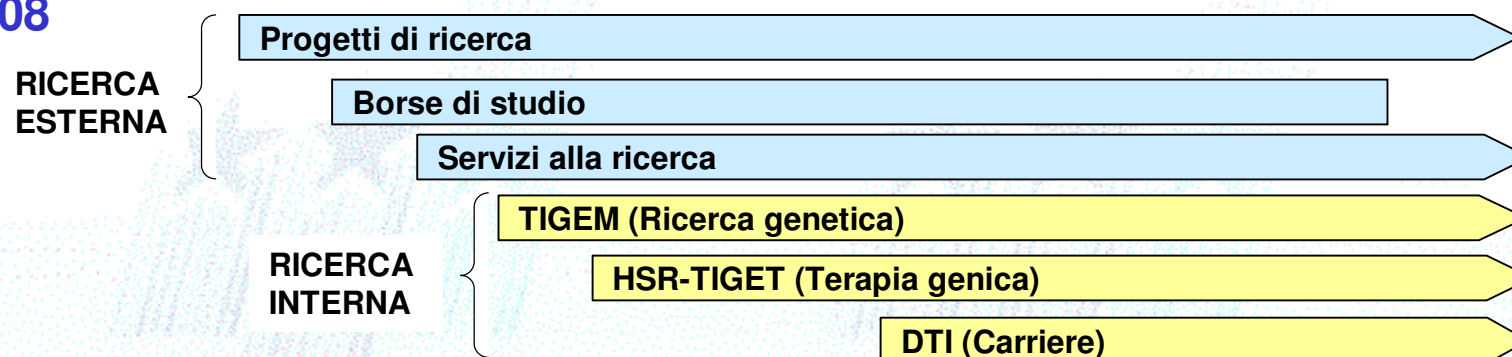 08
Progetti di ricerca
RICERCA
ESTERNA
Borse di studio
Servizi alla ricerca
TIGEM (Ricerca genetica)
RICERCA
INTERNA
HSR-TIGET (Terapia genica)
DTI (Carriere)